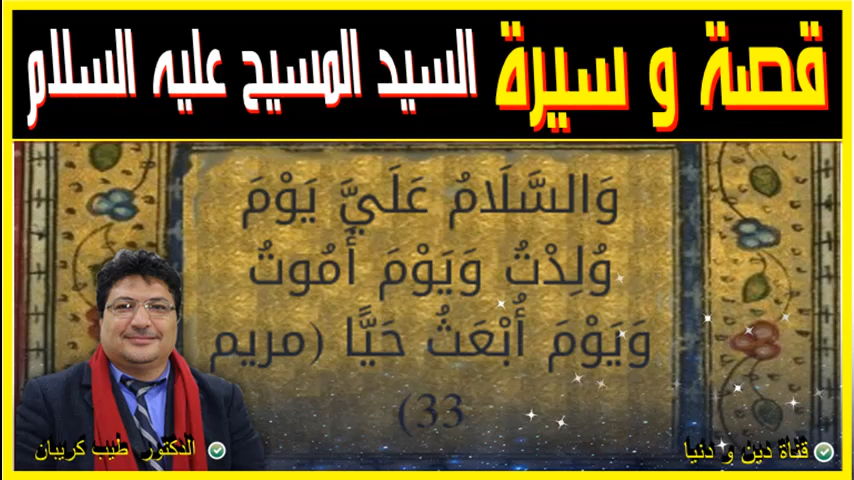 قصة و سيرة السيد المسيح عليه السلام
وَالسَّلَامُ عَلَيَّ يَوْمَ
وُلِدْتُ وَيَوْمَ أَمُوتُ
وَيَوْمَ أُبْعَثُ حَيًّا (مريم
33)
قناة دين و دنيا
الدكتور طيب كريبان